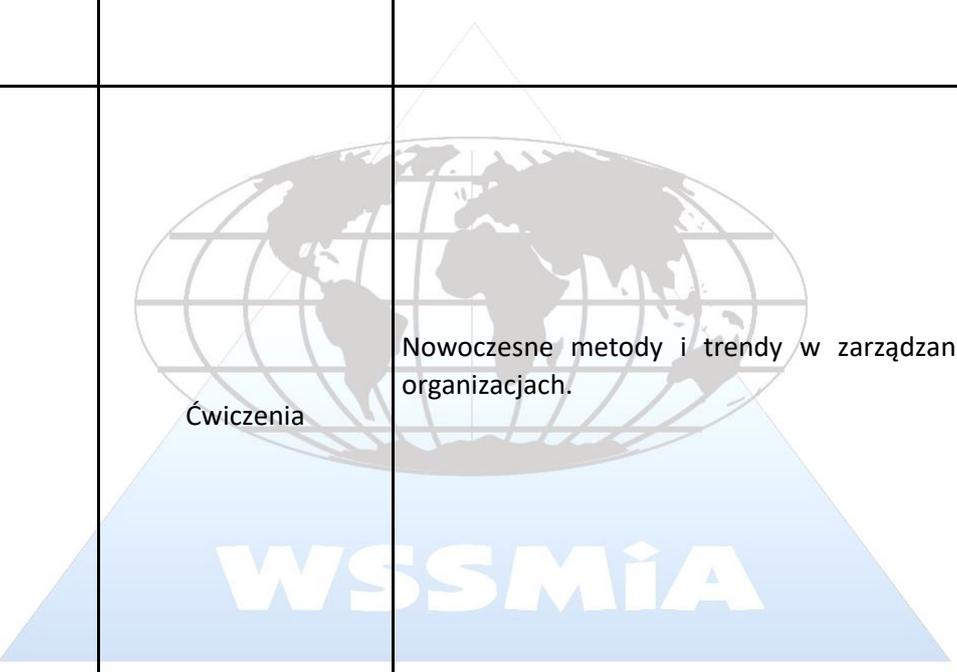 Nowoczesne metody i trendy w zarządzan
organizacjach.
Ćwiczenia
WSSMiA